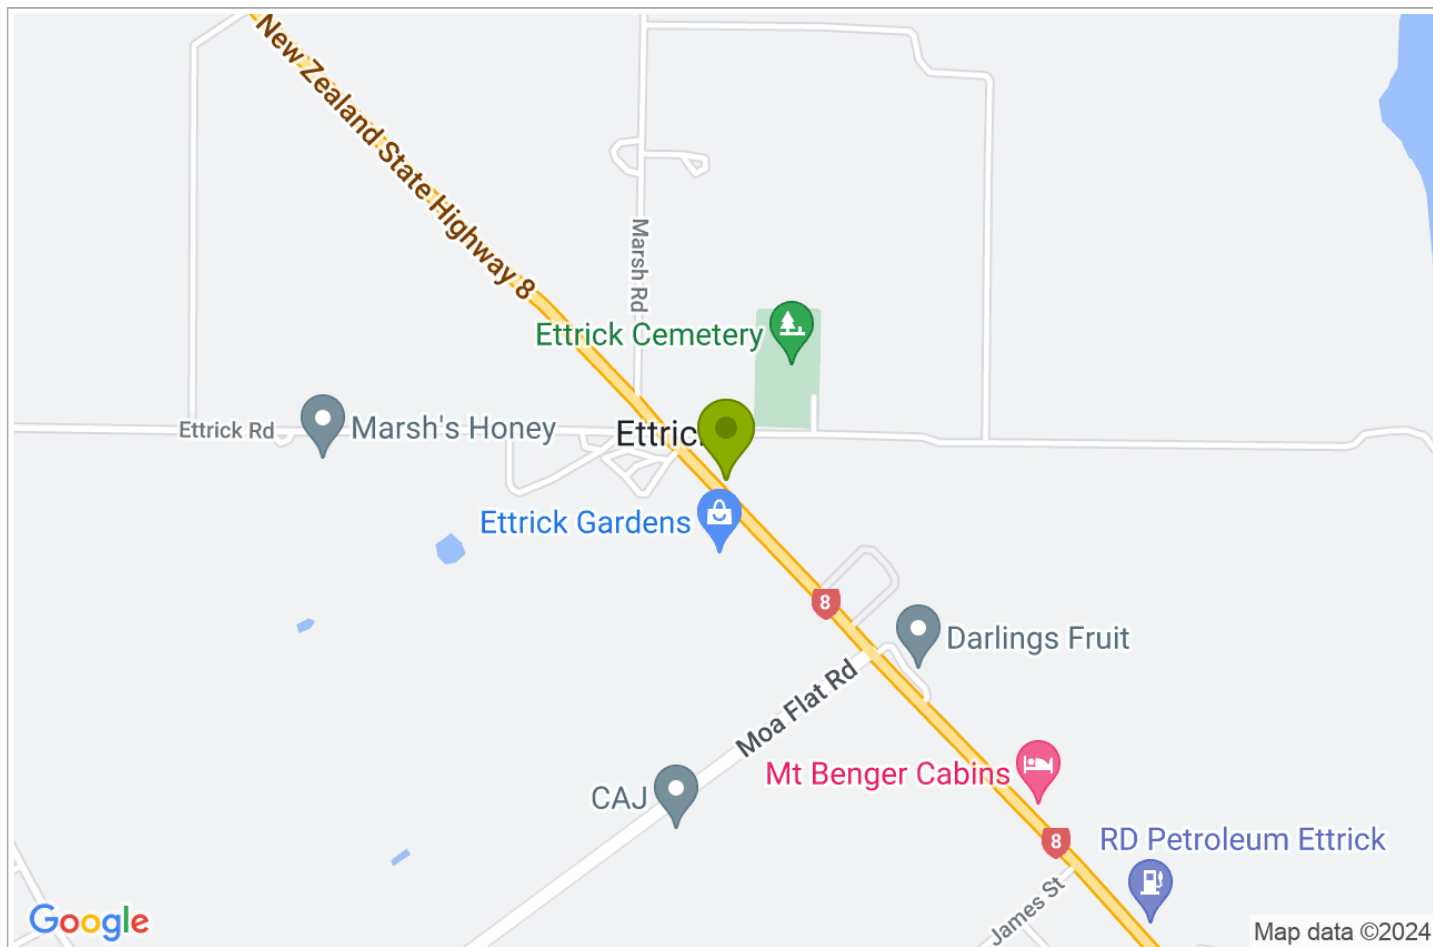 New Zealand State Highway 8
Marsh Rd
Ettrick Cemetery
Ettrick Rd
Marsh's Honey
Ettric
Ettrick Gardens
8
Darlings Fruit
Moa Flat Rd
Mt Benger Cabins
CAJ
8
RD Petroleum Ettrick
James St
Google
Map data ©2024